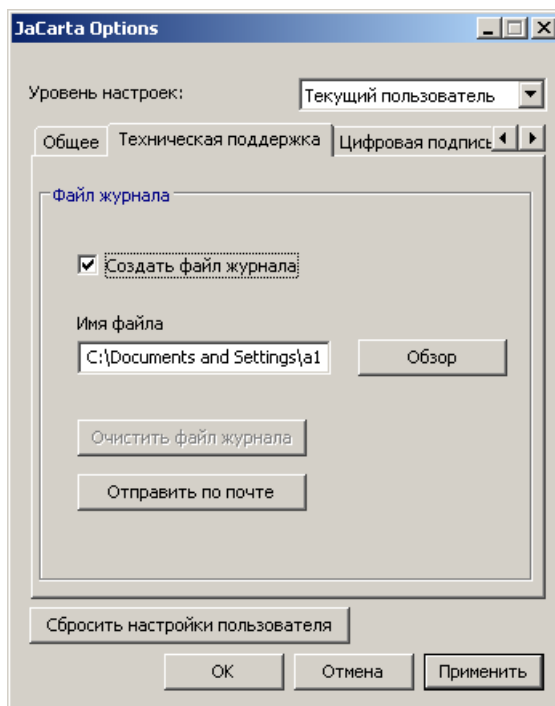 JaCarta Options
Уровень настроек: Текущий пользователь
Общее Техническая поддержка Цифровая подпись
Файл журнала
Создать файл журнала
Имя файла
C:\Documents and Settings\a1 Обзор
Очистить файл журнала
Отправить по почте
Сбросить настройки пользователя
OK Отмена Применить